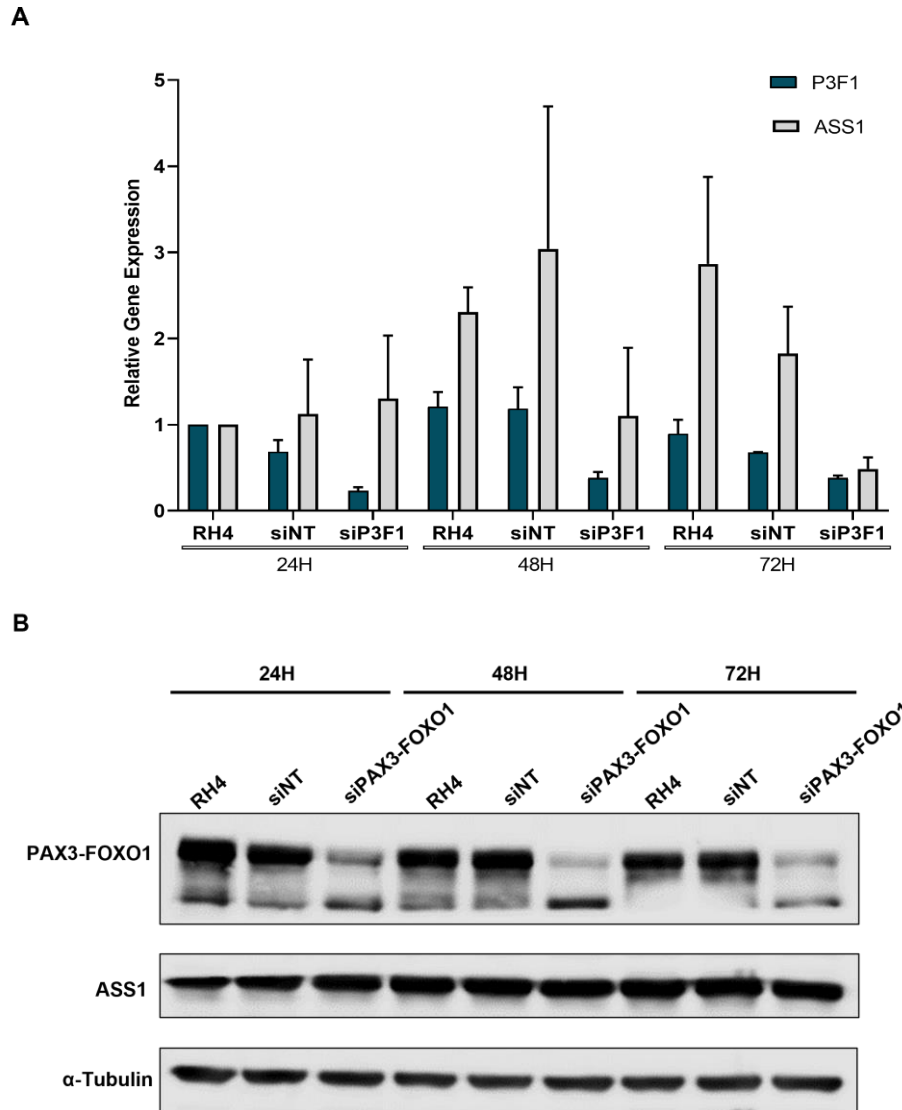 A
P3F1
ASS1
Relative Gene Expression
5
4
3
2
1
0
RH4 siNT siP3F1 RH4 siNT siP3F1 RH4 siNT siP3F1
24H 48H 72H
B
24H 48H 72H
RH4 siNT siPAX3-FOXO1 RH4 siNT siPAX3-FOXO1 RH4 siNT siPAX3-FOXO1
PAX3-FOXO1
ASS1
α-Tubulin